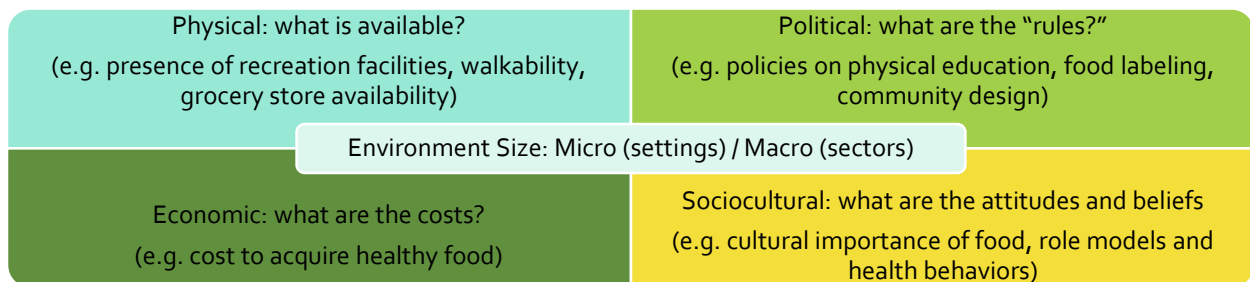 Physical: what is available?
(e.g. presence of recreation facilities, walkability,
grocery store availability)
Political: what are the “rules?”
(e.g. policies on physical education, food labeling,
community design)
Environment Size: Micro (settings) / Macro (sectors)
Economic: what are the costs?
(e.g. cost to acquire healthy food)
Sociocultural: what are the attitudes and beliefs
(e.g. cultural importance of food, role models and
health behaviors)